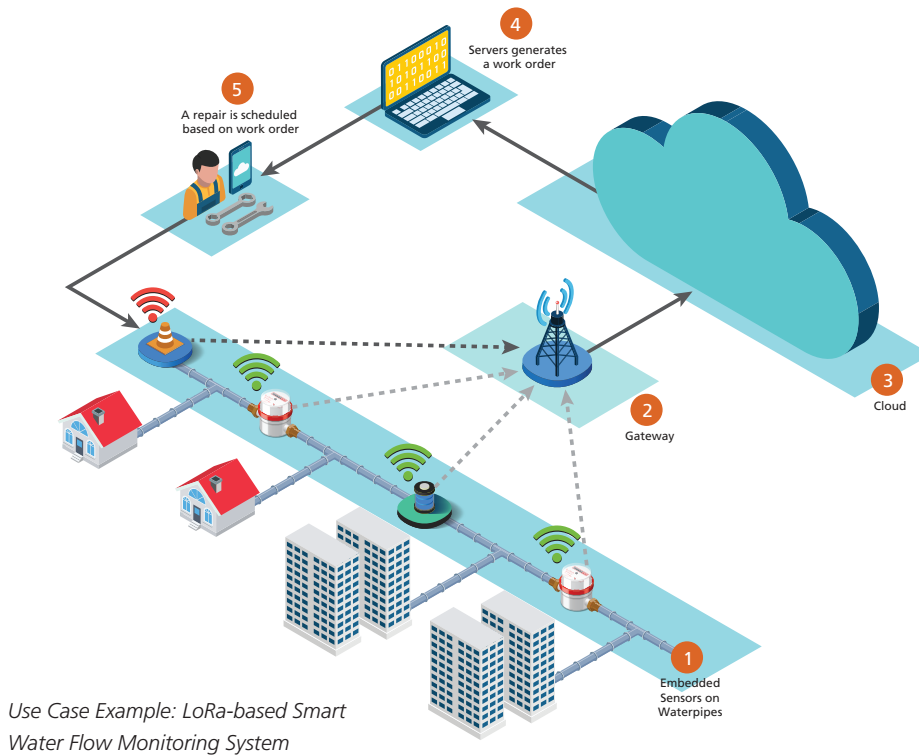 4
Servers generates
a work order
5
A repair is scheduled
based on work order
01100010
10101100
00110011
3
Cloud
2
Gateway
1
Embedded
Sensors on
Waterpipes
Use Case Example: LoRa-based Smart
Water Flow Monitoring System